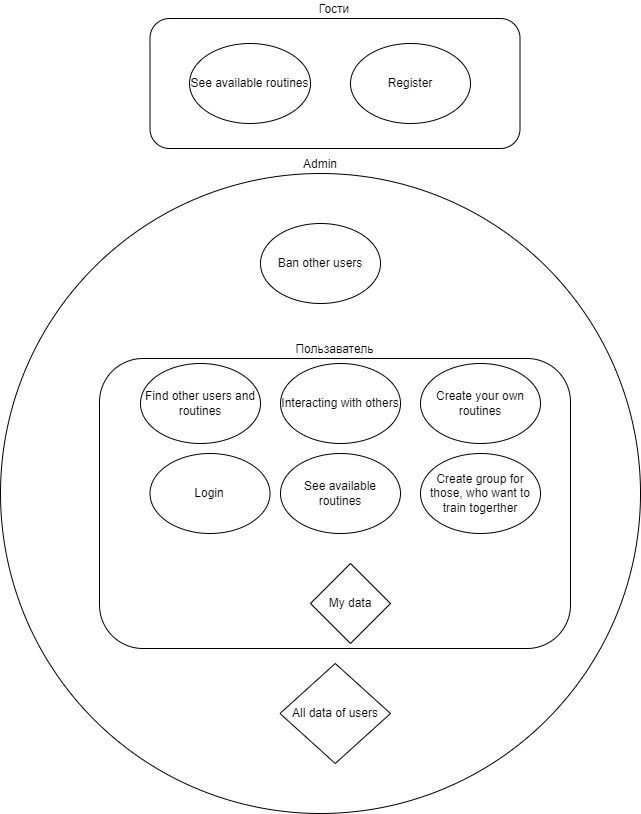 Гости
See available routines
Register
Admin
Ban other users
Пользаватель
Find other users and
routines
Interacting with others
Create your own
routines
Login
See available
routines
Create group for
those, who want to
train togerther
My data
All data of users